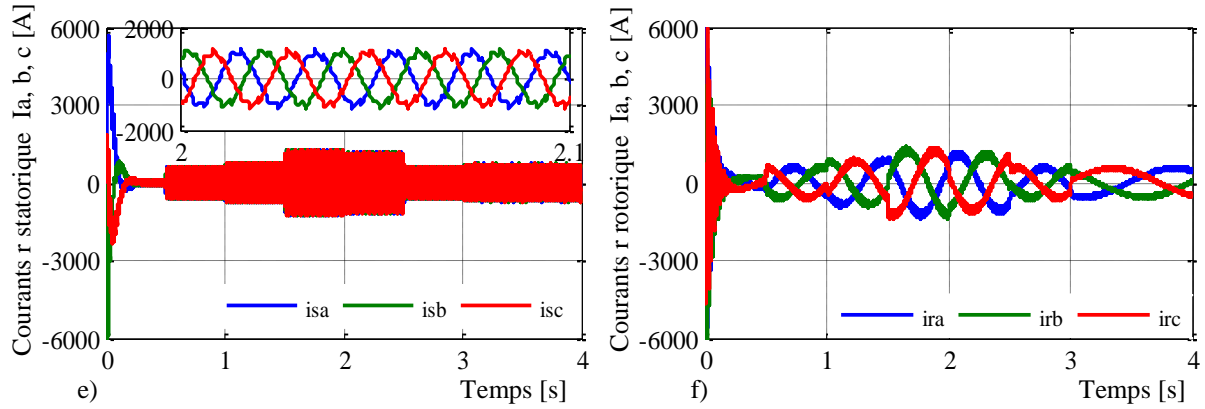 Courants r statorique Ia, b, c [A]
6000
3000
0
-3000
-6000
2000
0
-2000
2
2.1
isa
isb
isc
0
1
2
3
4
e)
Temps [s]
Courants r rotorique Ia, b, c [A]
6000
3000
0
-3000
-6000
ira
irb
irc
0
1
2
3
4
f)
Temps [s]